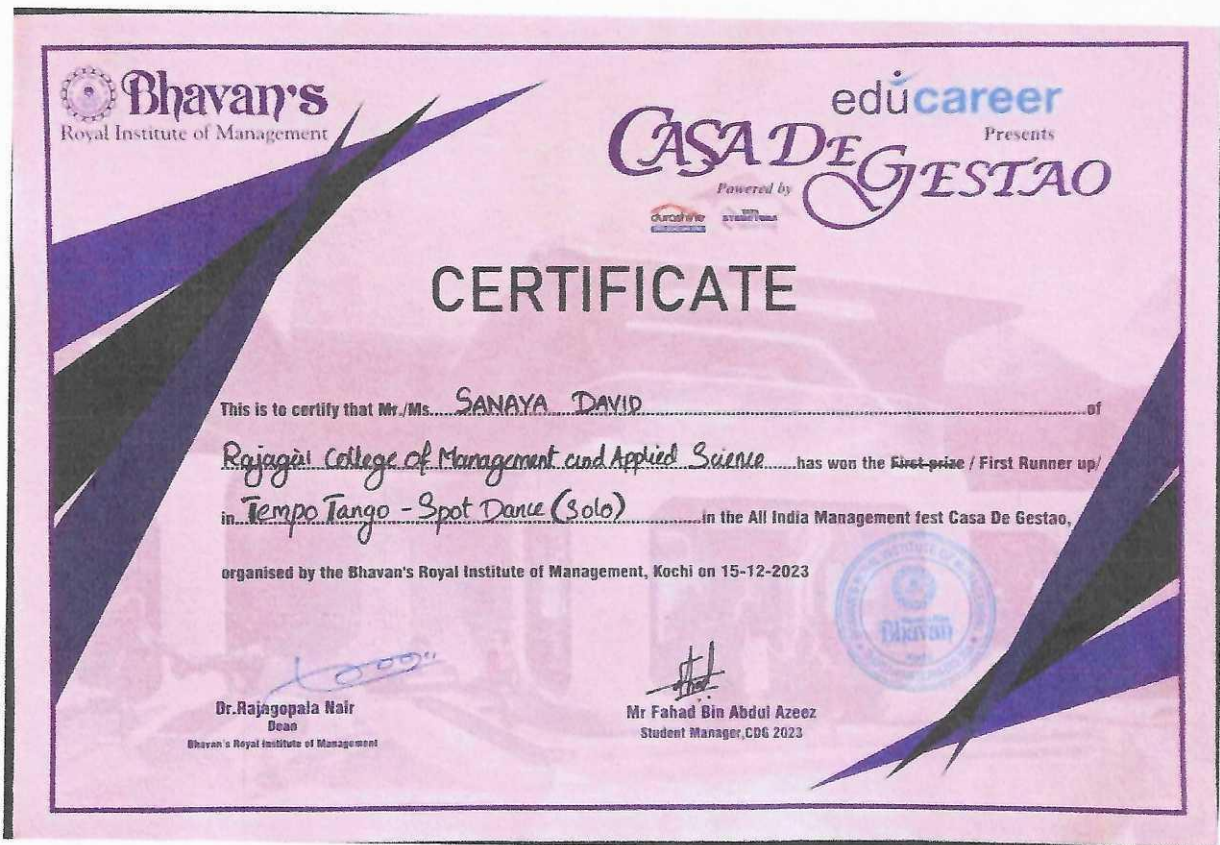 Bhavan's
Royal Institute of Management
educareer
Presents
CASA DE GESTAO
Powered by
durashine
CERTIFICATE
This is to certify that Mr./Ms. SANAYA DAVID of
Rajagiri College of Management and Applied Science has won the First prize / First Runner up/
in Tempo Tango - Spot Dance (Solo) in the All India Management fest Casa De Gestao,
organised by the Bhavan's Royal Institute of Management, Kochi on 15-12-2023
Bhavan
Dr.Rajagopala Nair
Dean
Bhavan's Royal Institute of Management
Mr Fahad Bin Abdul Azeez
Student Manager,CDG 2023